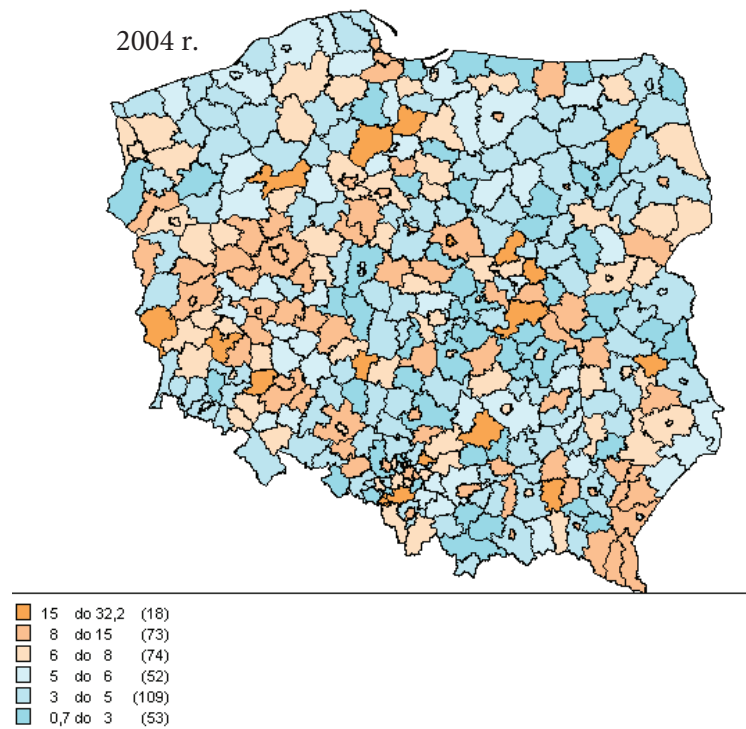 2004 r.
15 do 32,2 (18)
8 do 15 (73)
6 do 8 (74)
5 do 6 (52)
3 do 5 (109)
0,7 do 3 (53)